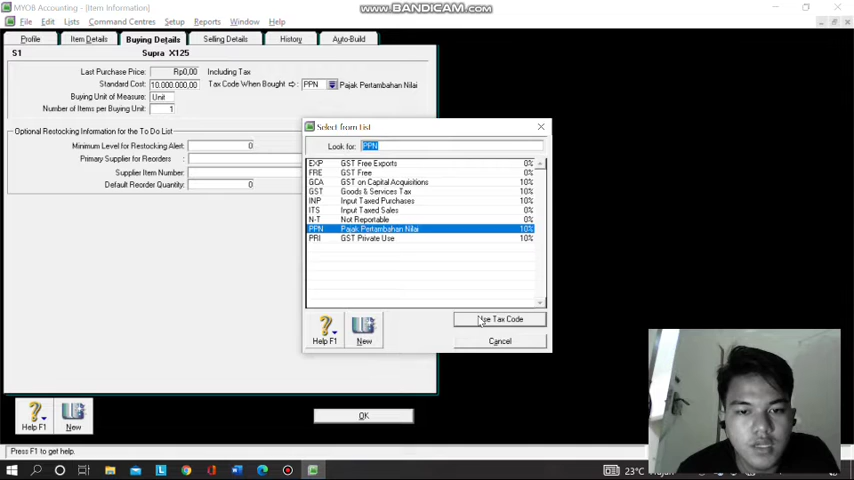 MYOB Accounting - [Item Information]
www.BANDICAM.com
File Edit Lists Command Centres Setup Reports Window Help
Profile Item Details Buying Details Selling Details History Auto-Build
S1 Supra X125
Last Purchase Price: Rp0,00 Including Tax
Standard Cost: 10.000.000,00 Tax Code When Bought PPN Pajak Pertambahan Nilai
Buying Unit of Measure: Unit
Number of Items per Buying Unit: 1
Optional Restocking Information for the To Do List
Minimum Level for Restocking Alert: 0
Primary Supplier for Reorders :
Supplier Item Number:
Default Reorder Quantity: 0
Select from List
Look for: PPN
EXP GST Free Exports 0%
FRE GST Free 0%
GCA GST on Capital Acquisitions 10%
GST Goods & Services Tax 10%
INP Input Taxed Purchases 10%
ITS Input Taxed Sales 0%
N-T Not Reportable 0%
PPN Pajak Pertambahan Nilai 10%
PRI GST Private Use 10%
Use Tax Code
Help F1 New Cancel
Help F1 New OK
Press F1 to get help.
23°C Hujan